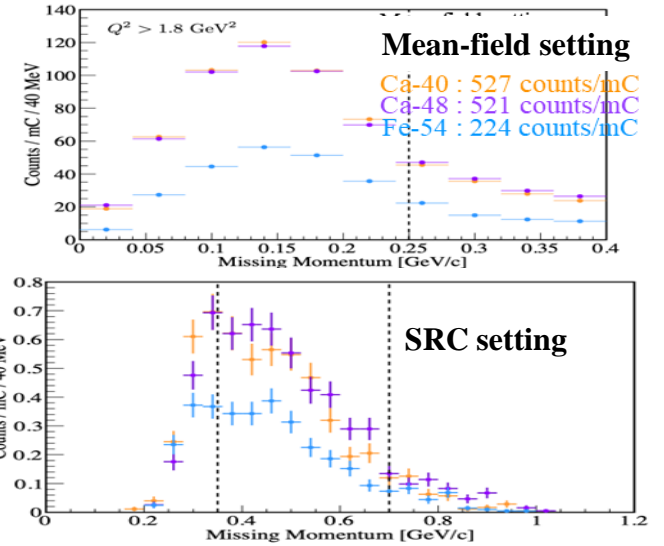 140
Q² > 1.8 GeV²
Mean-field setting
120
Ca-40 : 527 counts/mC
100
Ca-48 : 521 counts/mC
80
Fe-54 : 224 counts/mC
60
40
20
0
Counts / mC / 40 MeV
0 0.05 0.1 0.15 0.2 0.25 0.3 0.35 0.4
Missing Momentum [GeV/c]
0.8
0.7
0.6
SRC setting
0.5
0.4
0.3
0.2
0.1
0
Counts / mC / 40 MeV
0 0.2 0.4 0.6 0.8 1 1.2
Missing Momentum [GeV/c]